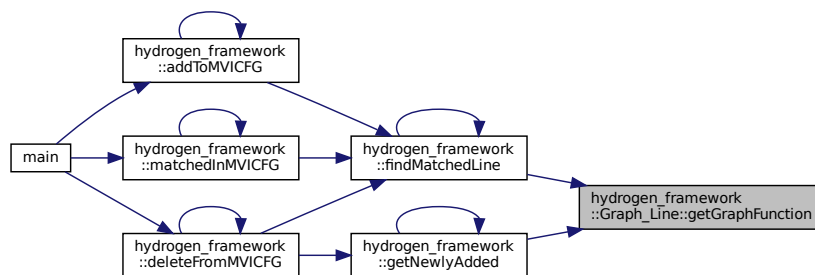 main
hydrogen_framework
::addToMVICFG
hydrogen_framework
::matchedInMVICFG
hydrogen_framework
::deleteFromMVICFG
hydrogen_framework
::findMatchedLine
hydrogen_framework
::getNewlyAdded
hydrogen_framework
::Graph_Line::getGraphFunction